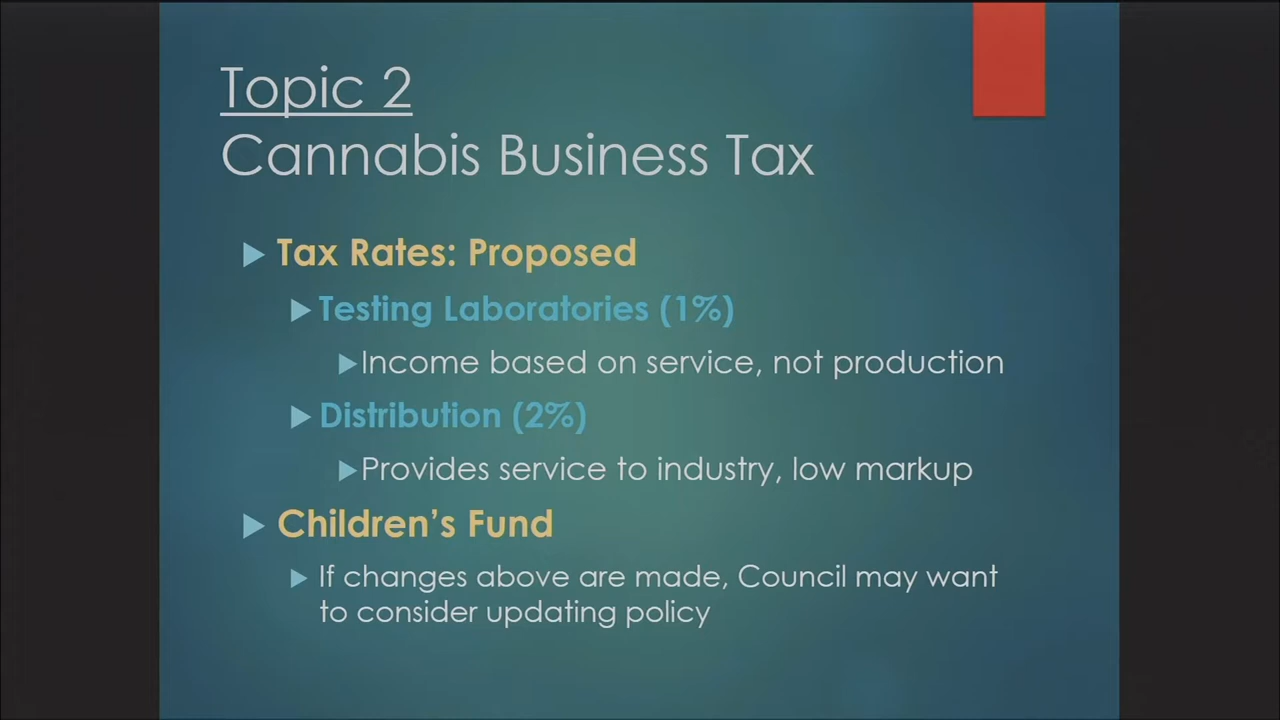 Topic 2
Cannabis Business Tax
Tax Rates: Proposed
Testing Laboratories (1%)
Income based on service, not production
Distribution (2%)
Provides service to industry, low markup
Children’s Fund
If changes above are made, Council may want
to consider updating policy